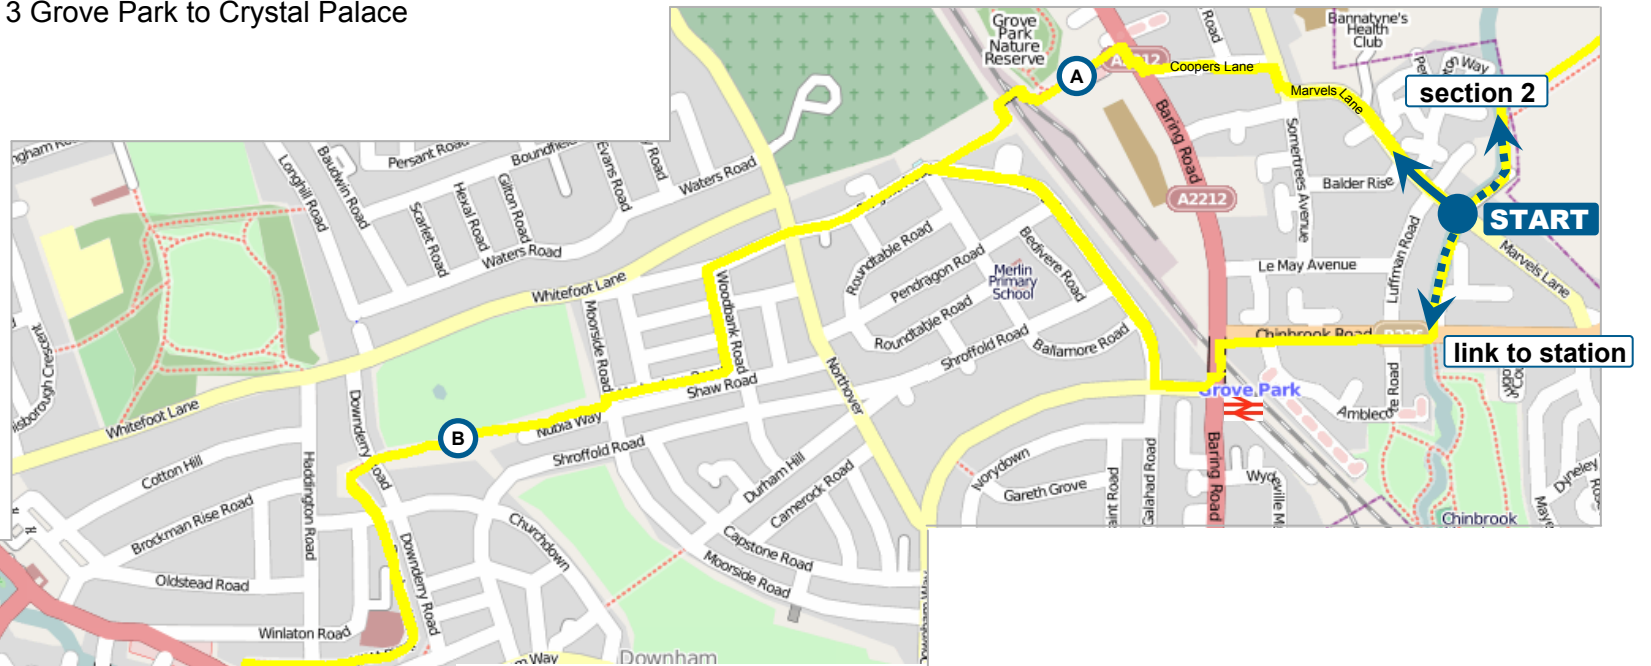 3 Grove Park to Crystal Palace
Grove
Park
Nature
Reserve
Bannatyne's
Health
Club
Road
A
Coopers Lane
Marvels Lane
section 2
Way
Persant Road
Boundfie
Evans Road
Road
Waters Road
Baring Road
Longhill Road
Baudwin Road
Hexal Road
Gilton Road
Scarlet Road
Waters Road
Somertrees Avenue
Balder Rise
A2212
START
Roundtable Road
Bedivere Road
Pendragon Road
Merlin
Primary
School
Le May Avenue
Luffman Road
Marvels Lane
Whitefoot Lane
Woodbank Road
Moorside Road
Roundtable Road
Shroffold Road
Ballamore Road
Chinbrook Road
link to station
Northover
Shaw Road
Grove Park
Whitefoot Lane
Downderry Road
B
Nubia Way
Shroffold Road
Cotton Hill
Haddington Road
Durham Hill
Camerock Road
Gareth Grove
Galahad Road
Baring Road
Brockman Rise Road
Churchdown
Capstone Road
Moorside Road
Chinbrook
Dyneley
Oldstead Road
Downderry Road
Winlaton Road
Downham Way
Way
Downham